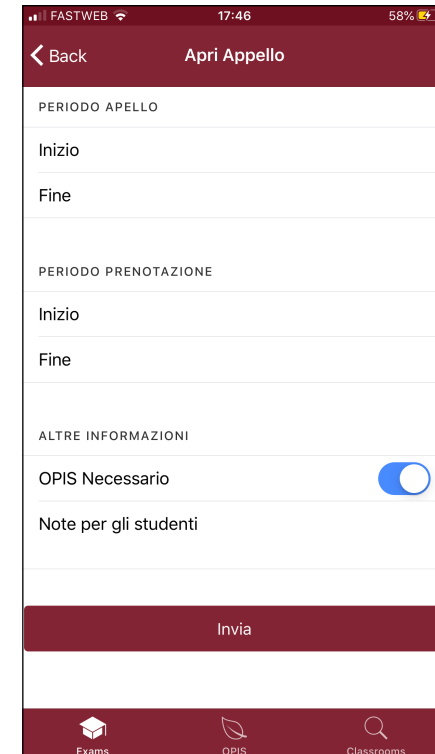 FASTWEB 17:46 58%
Back Apri Appello
PERIODO APELLO
Inizio
Fine
PERIODO PRENOTAZIONE
Inizio
Fine
ALTRE INFORMAZIONI
OPIS Necessario
Note per gli studenti
Invia
Exams OPIS Classrooms